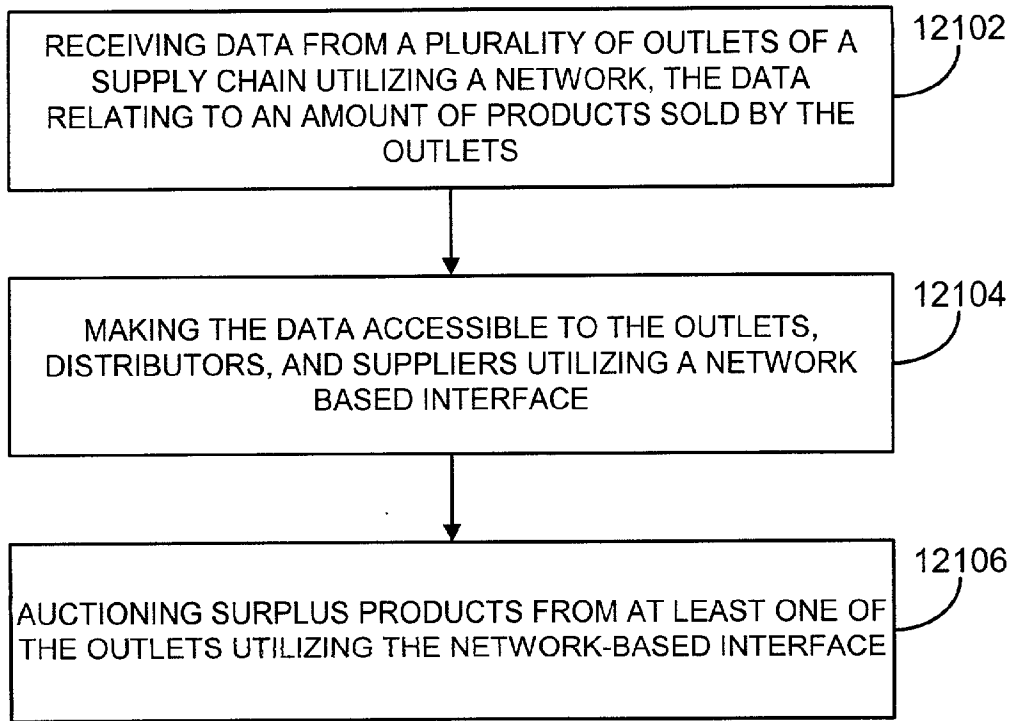 RECEIVING DATA FROM A PLURALITY OF OUTLETS OF A
SUPPLY CHAIN UTILIZING A NETWORK, THE DATA
RELATING TO AN AMOUNT OF PRODUCTS SOLD BY THE
OUTLETS
12102
MAKING THE DATA ACCESSIBLE TO THE OUTLETS,
DISTRIBUTORS, AND SUPPLIERS UTILIZING A NETWORK
BASED INTERFACE
12104
AUCTIONING SURPLUS PRODUCTS FROM AT LEAST ONE OF
THE OUTLETS UTILIZING THE NETWORK-BASED INTERFACE
12106